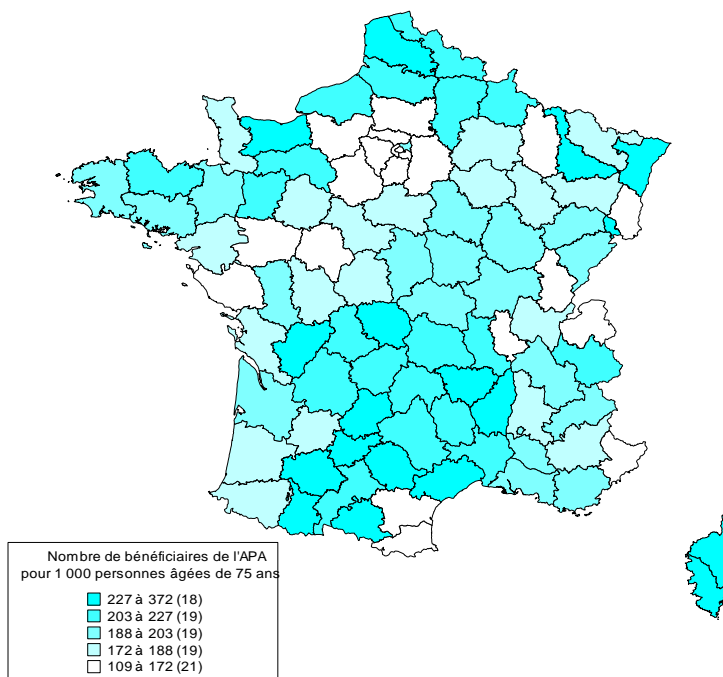 Nombre de bénéficiaires de l'APA
pour 1 000 personnes âgées de 75 ans
227 à 372 (18)
203 à 227 (19)
188 à 203 (19)
172 à 188 (19)
109 à 172 (21)